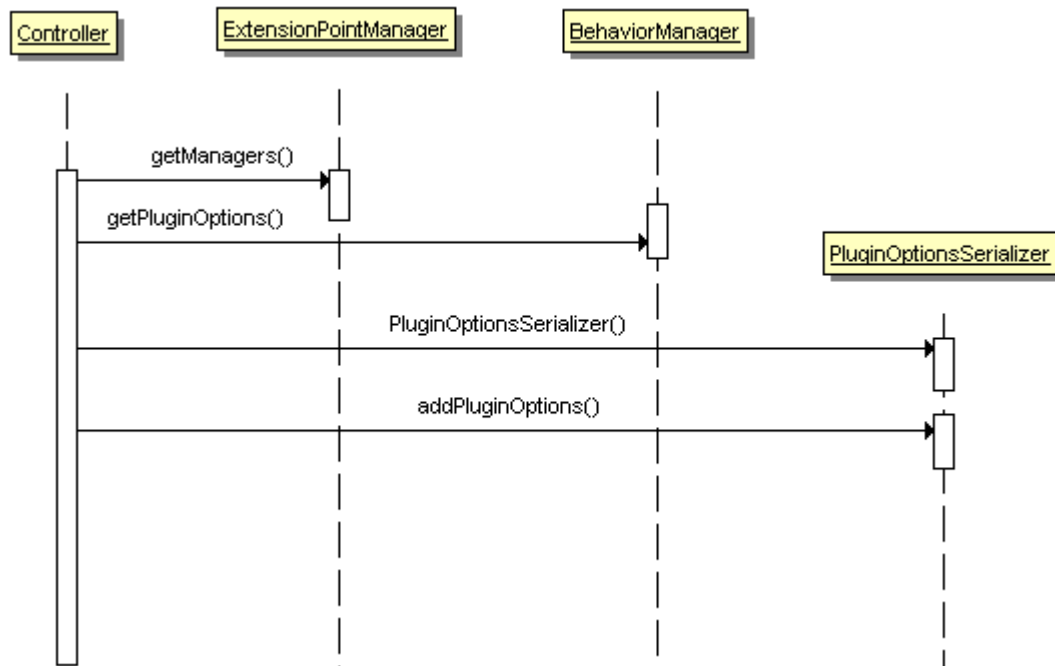 Controller
ExtensionPointManager
BehaviorManager
getManagers()
getPluginOptions()
PluginOptionsSerializer
PluginOptionsSerializer()
addPluginOptions()